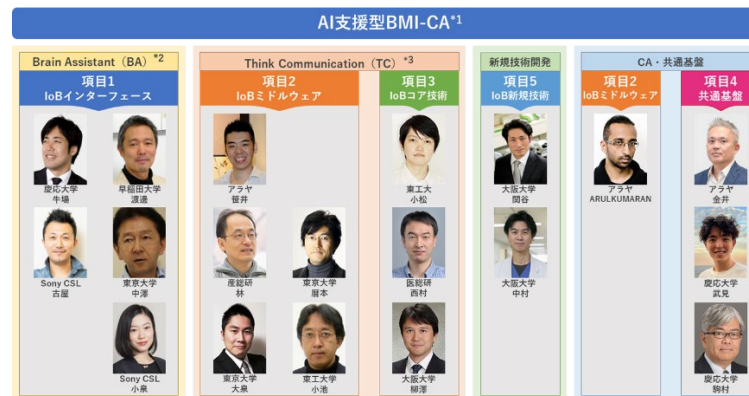 AI支援型BMI-CA*1
Brain Assistant（BA）*2
項目1
IoBインターフェース
慶応大学
牛場
早稲田大学
渡邊
Sony CSL
古屋
東京大学
中澤
Sony CSL
小泉
Think Communication（TC）*3
項目2
IoBミドルウェア
アラヤ
笹井
産総研
林
東京大学
暦本
東京大学
大泉
東工大学
小池
項目3
IoBコア技術
東工大
小松
医総研
西村
大阪大学
柳澤
新規技術開発
項目5
IoB新規技術
大阪大学
関谷
大阪大学
中村
CA・共通基盤
項目2
IoBミドルウェア
アラヤ
ARULKUMARAN
項目4
共通基盤
アラヤ
金井
慶応大学
武見
慶応大学
駒村